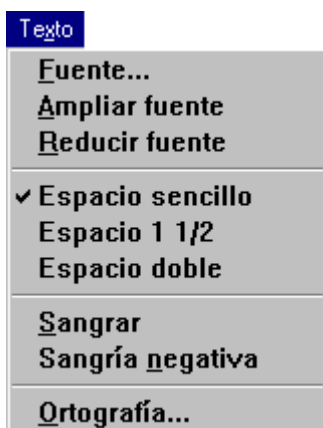 Texto
Fuente...
Ampliar fuente
Reducir fuente
Espacio sencillo
Espacio 1 1/2
Espacio doble
Sangrar
Sangría negativa
Ortografía...